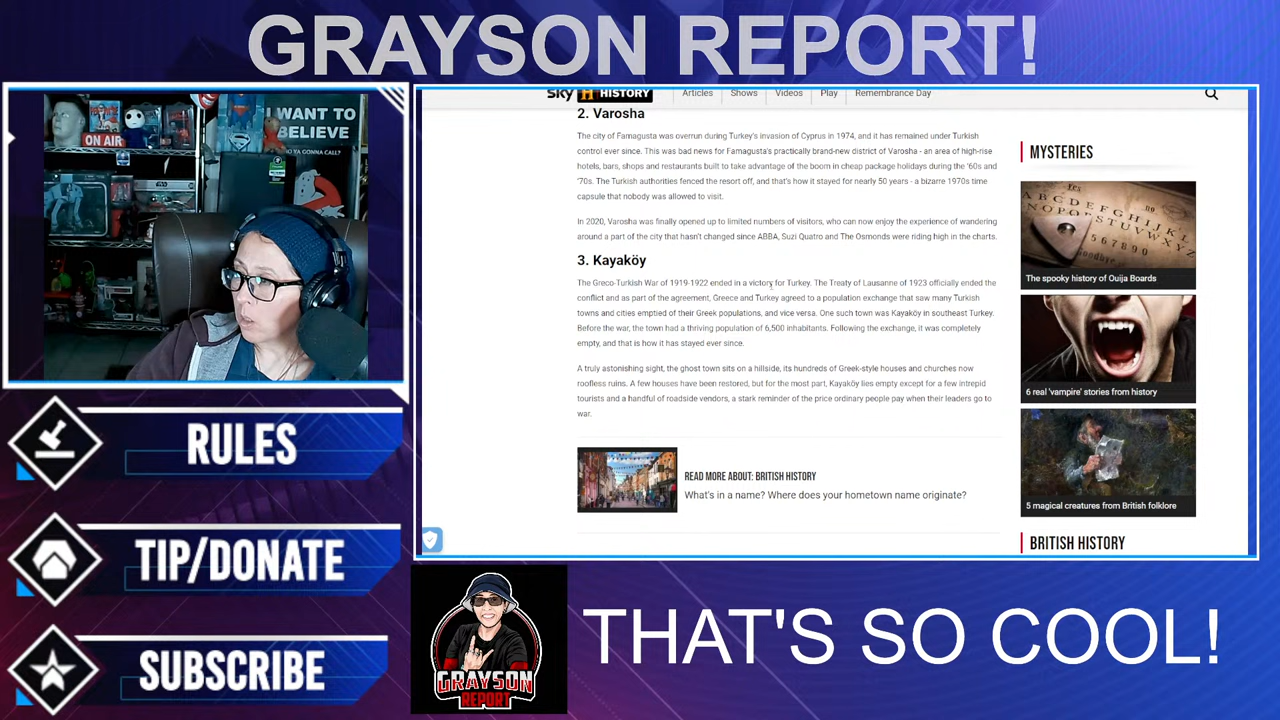 GRAYSON REPORT!
I WANT TO
BELIEVE
YA GONNA CALL?
ON AIR
RULES
TIP/DONATE
SUBSCRIBE
sky H HISTORY
Articles Shows Videos Play Remembrance Day
2. Varosha
The city of Famagusta was overrun during Turkey's invasion of Cyprus in 1974, and it has remained under Turkish
control ever since. This was bad news for Famagusta's practically brand-new district of Varosha - an area of high-rise
hotels, bars, shops and restaurants built to take advantage of the boom in cheap package holidays during the '60s and
'70s. The Turkish authorities fenced the resort off, and that's how it stayed for nearly 50 years - a bizarre 1970s time
capsule that nobody was allowed to visit.
In 2020, Varosha was finally opened up to limited numbers of visitors, who can now enjoy the experience of wandering
around a part of the city that hasn't changed since ABBA, Suzi Quatro and The Osmonds were riding high in the charts.
3. Kayaköy
The Greco-Turkish War of 1919-1922 ended in a victory for Turkey. The Treaty of Lausanne of 1923 officially ended the
conflict and as part of the agreement, Greece and Turkey agreed to a population exchange that saw many Turkish
towns and cities emptied of their Greek populations, and vice versa. One such town was Kayaköy in southeast Turkey.
Before the war, the town had a thriving population of 6,500 inhabitants. Following the exchange, it was completely
empty, and that is how it has stayed ever since.
A truly astonishing sight, the ghost town sits on a hillside, its hundreds of Greek-style houses and churches now
roofless ruins. A few houses have been restored, but for the most part, Kayaköy lies empty except for a few intrepid
tourists and a handful of roadside vendors, a stark reminder of the price ordinary people pay when their leaders go to
war.
READ MORE ABOUT: BRITISH HISTORY
What's in a name? Where does your hometown name originate?
MYSTERIES
Yes
no
A B C D E F G H I
N O P Q R S T
1 2 3 4 5 6 7 8 9 0
Goodbye
The spooky history of Ouija Boards
6 real 'vampire' stories from history
5 magical creatures from British folklore
BRITISH HISTORY
GRAYSON
REPORT
THAT'S SO COOL!